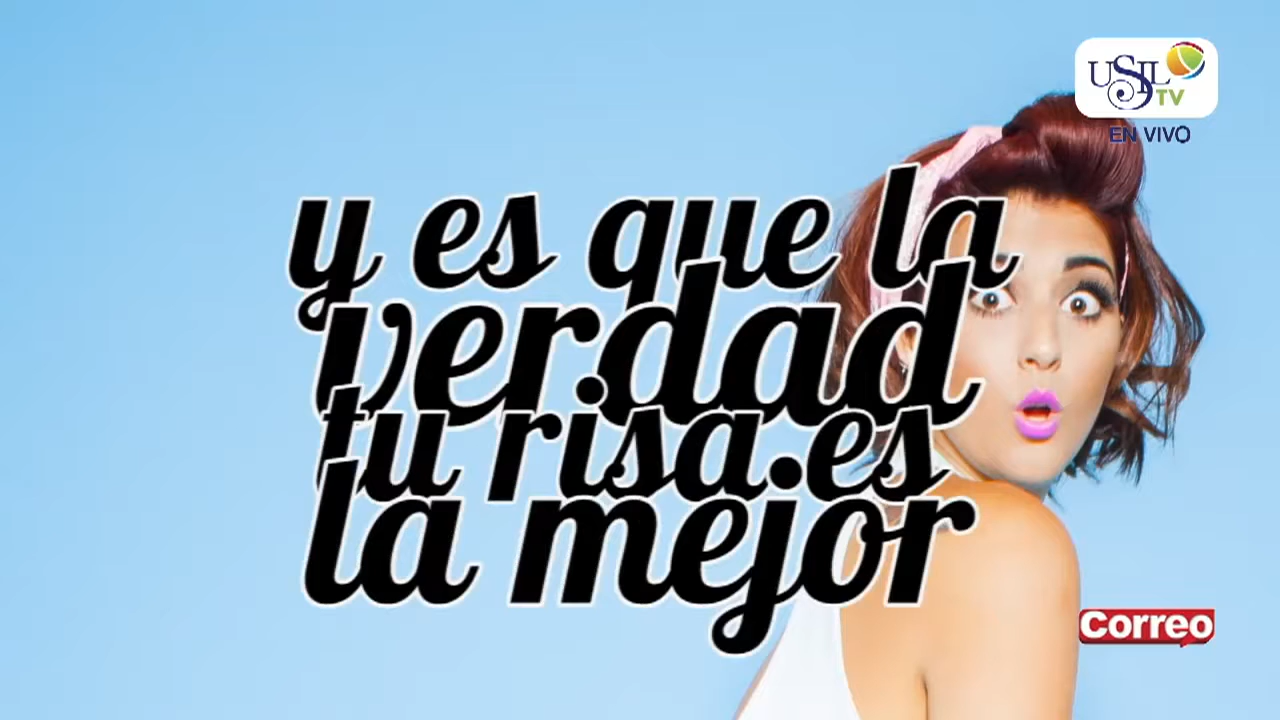 USIL
TV
EN VIVO
y es que la
verdad
tu risa es
la mejor
Correo